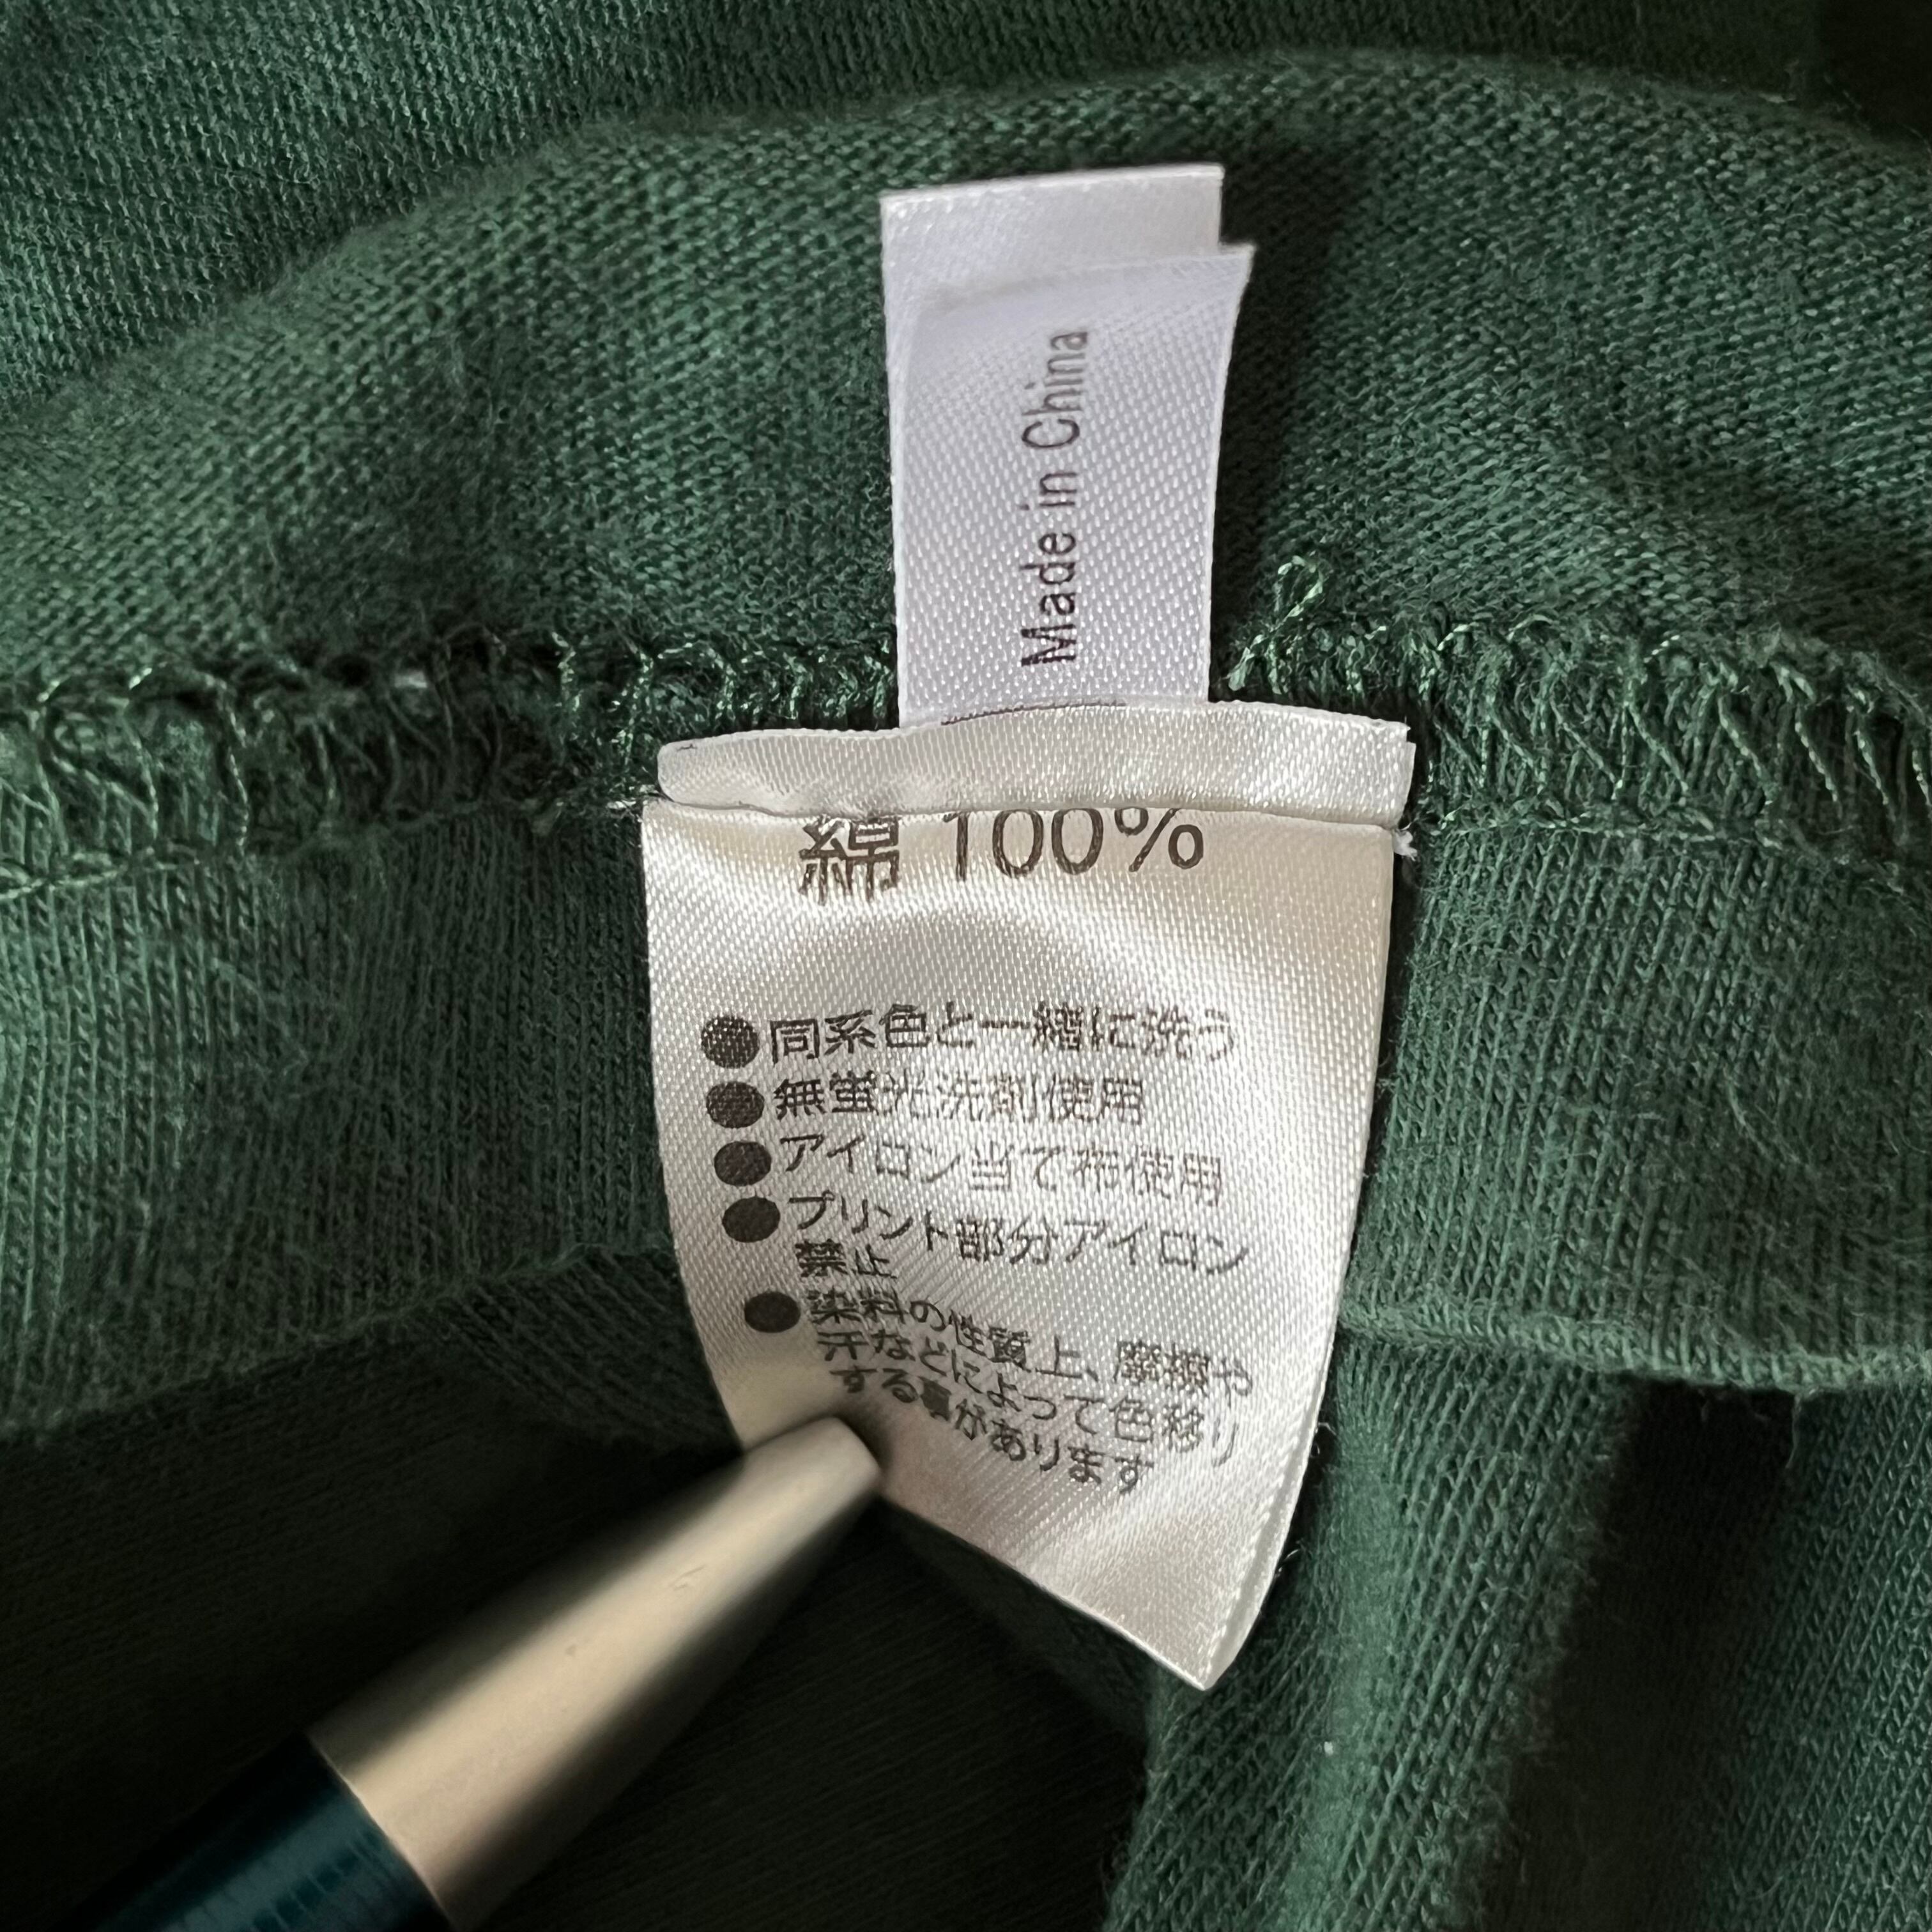 Made in China
綿 100%
●同系色と一緒に洗う
●無蛍光洗剤使用
●アイロン当て布使用
●プリント部分アイロン
禁止
●染料の性質上、摩擦や
汗などによって色移り
する事があります